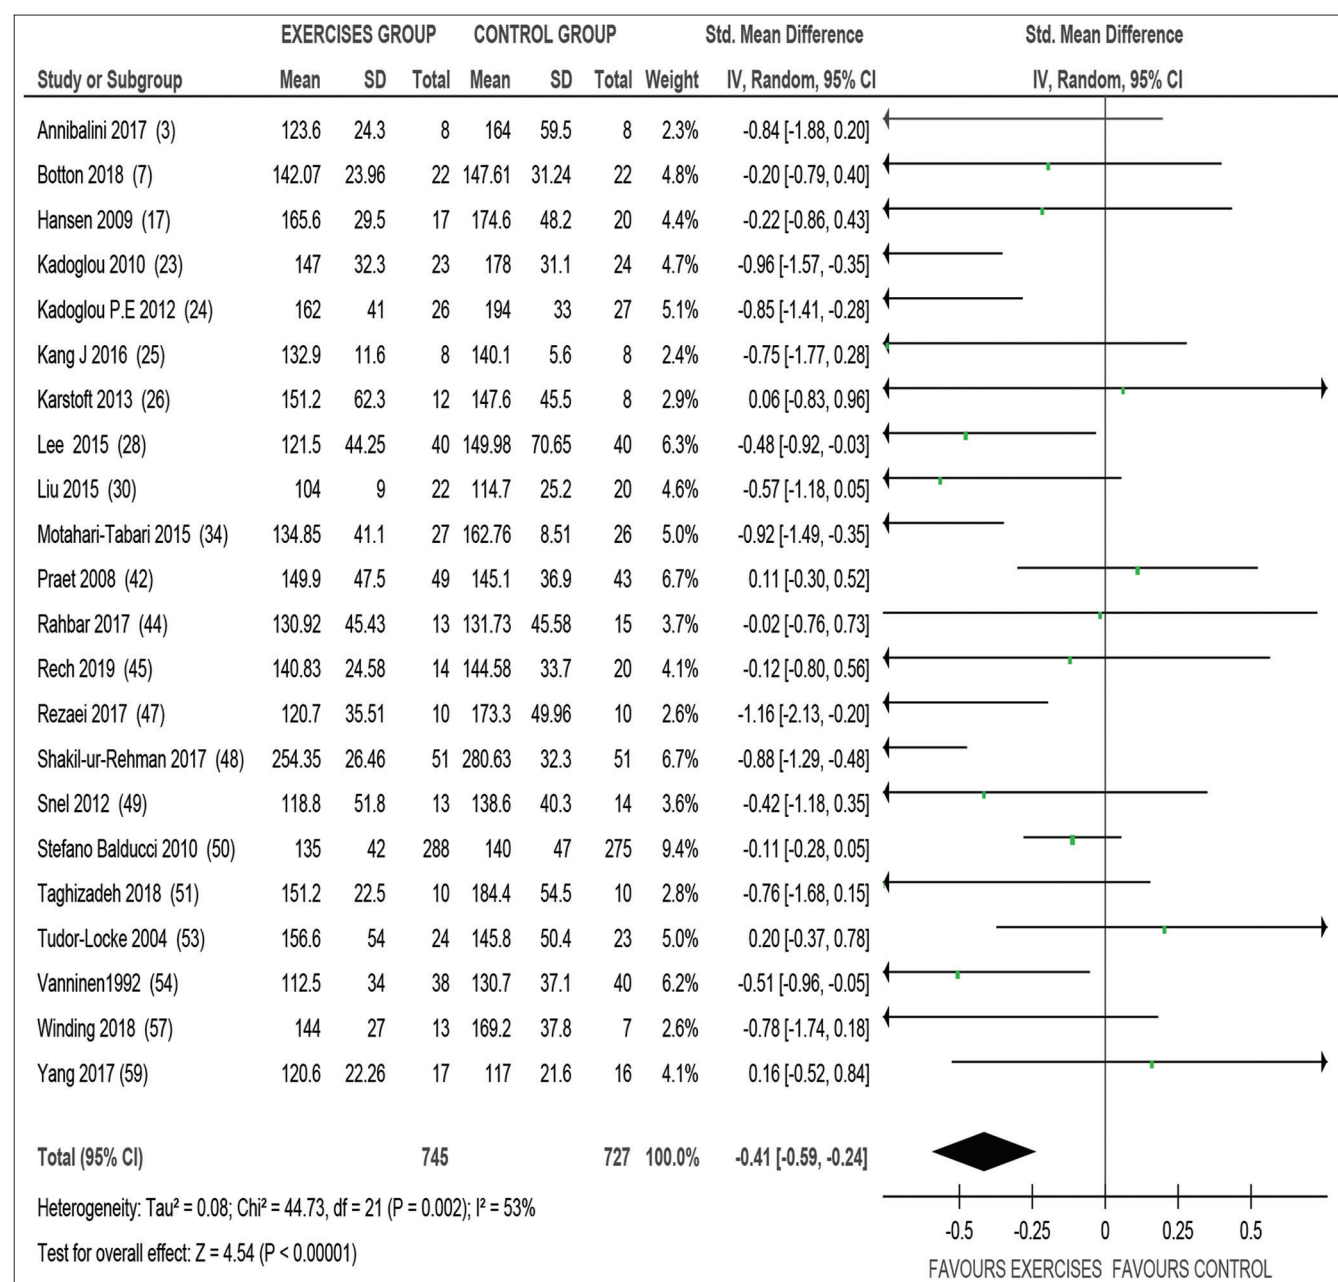 EXERCISES GROUP CONTROL GROUP Std. Mean Difference Std. Mean Difference
Study or Subgroup Mean SD Total Mean SD Total Weight IV, Random, 95% CI IV, Random, 95% CI
Annibalini 2017 (3) 123.6 24.3 8 164 59.5 8 2.3% -0.84 [-1.88, 0.20]
Botton 2018 (7) 142.07 23.96 22 147.61 31.24 22 4.8% -0.20 [-0.79, 0.40]
Hansen 2009 (17) 165.6 29.5 17 174.6 48.2 20 4.4% -0.22 [-0.86, 0.43]
Kadoglou 2010 (23) 147 32.3 23 178 31.1 24 4.7% -0.96 [-1.57, -0.35]
Kadoglou P.E 2012 (24) 162 41 26 194 33 27 5.1% -0.85 [-1.41, -0.28]
Kang J 2016 (25) 132.9 11.6 8 140.1 5.6 8 2.4% -0.75 [-1.77, 0.28]
Karstoft 2013 (26) 151.2 62.3 12 147.6 45.5 8 2.9% 0.06 [-0.83, 0.96]
Lee 2015 (28) 121.5 44.25 40 149.98 70.65 40 6.3% -0.48 [-0.92, -0.03]
Liu 2015 (30) 104 9 22 114.7 25.2 20 4.6% -0.57 [-1.18, 0.05]
Motahari-Tabari 2015 (34) 134.85 41.1 27 162.76 8.51 26 5.0% -0.92 [-1.49, -0.35]
Praet 2008 (42) 149.9 47.5 49 145.1 36.9 43 6.7% 0.11 [-0.30, 0.52]
Rahbar 2017 (44) 130.92 45.43 13 131.73 45.58 15 3.7% -0.02 [-0.76, 0.73]
Rech 2019 (45) 140.83 24.58 14 144.58 33.7 20 4.1% -0.12 [-0.80, 0.56]
Rezaei 2017 (47) 120.7 35.51 10 173.3 49.96 10 2.6% -1.16 [-2.13, -0.20]
Shakil-ur-Rehman 2017 (48) 254.35 26.46 51 280.63 32.3 51 6.7% -0.88 [-1.29, -0.48]
Snel 2012 (49) 118.8 51.8 13 138.6 40.3 14 3.6% -0.42 [-1.18, 0.35]
Stefano Balducci 2010 (50) 135 42 288 140 47 275 9.4% -0.11 [-0.28, 0.05]
Taghizadeh 2018 (51) 151.2 22.5 10 184.4 54.5 10 2.8% -0.76 [-1.68, 0.15]
Tudor-Locke 2004 (53) 156.6 54 24 145.8 50.4 23 5.0% 0.20 [-0.37, 0.78]
Vanninen1992 (54) 112.5 34 38 130.7 37.1 40 6.2% -0.51 [-0.96, -0.05]
Winding 2018 (57) 144 27 13 169.2 37.8 7 2.6% -0.78 [-1.74, 0.18]
Yang 2017 (59) 120.6 22.26 17 117 21.6 16 4.1% 0.16 [-0.52, 0.84]
Total (95% CI) 745 727 100.0% -0.41 [-0.59, -0.24]
Heterogeneity: Tau² = 0.08; Chi² = 44.73, df = 21 (P = 0.002); I² = 53%
-0.5 -0.25 0 0.25 0.5
Test for overall effect: Z = 4.54 (P < 0.00001)
FAVOURS EXERCISES FAVOURS CONTROL